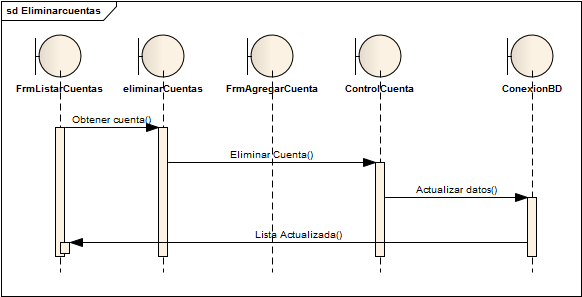 sd Eliminarcuentas
FrmListarCuentas
eliminarCuentas
FrmAgregarCuenta
ControlCuenta
ConexionBD
Obtener cuenta()
Eliminar Cuenta()
Actualizar datos()
Lista Actualizada()